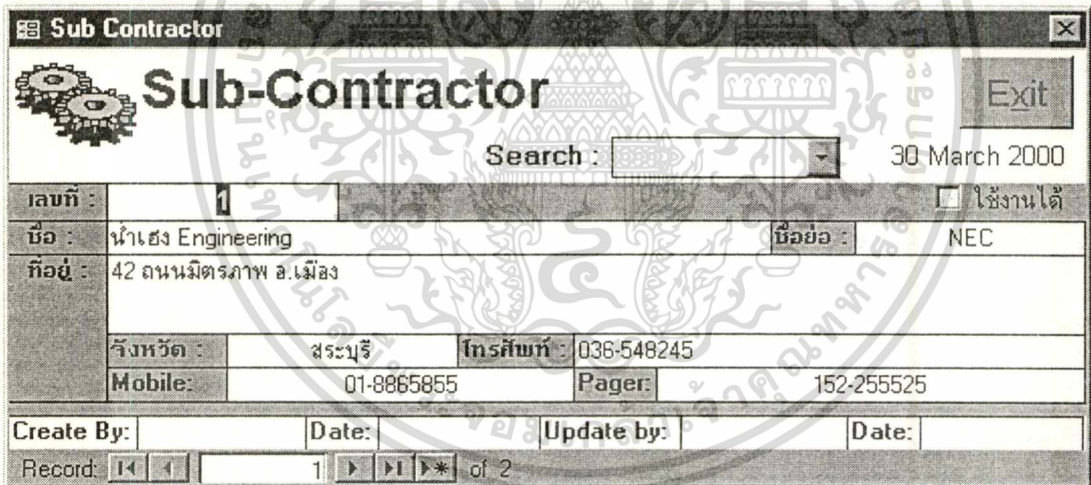 Sub Contractor
Sub-Contractor
Exit
Search :
30 March 2000
เลขที่ : 1
ใช้งานได้
ชื่อ : นำเฮง Engineering ชื่อย่อ : NEC
ที่อยู่ : 42 ถนนมิตรภาพ อ.เมือง
จังหวัด : สระบุรี โทรศัพท์ : 036-548245
Mobile: 01-8865855 Pager: 152-255525
Create By: Date: Update by: Date:
Record: 1 of 2